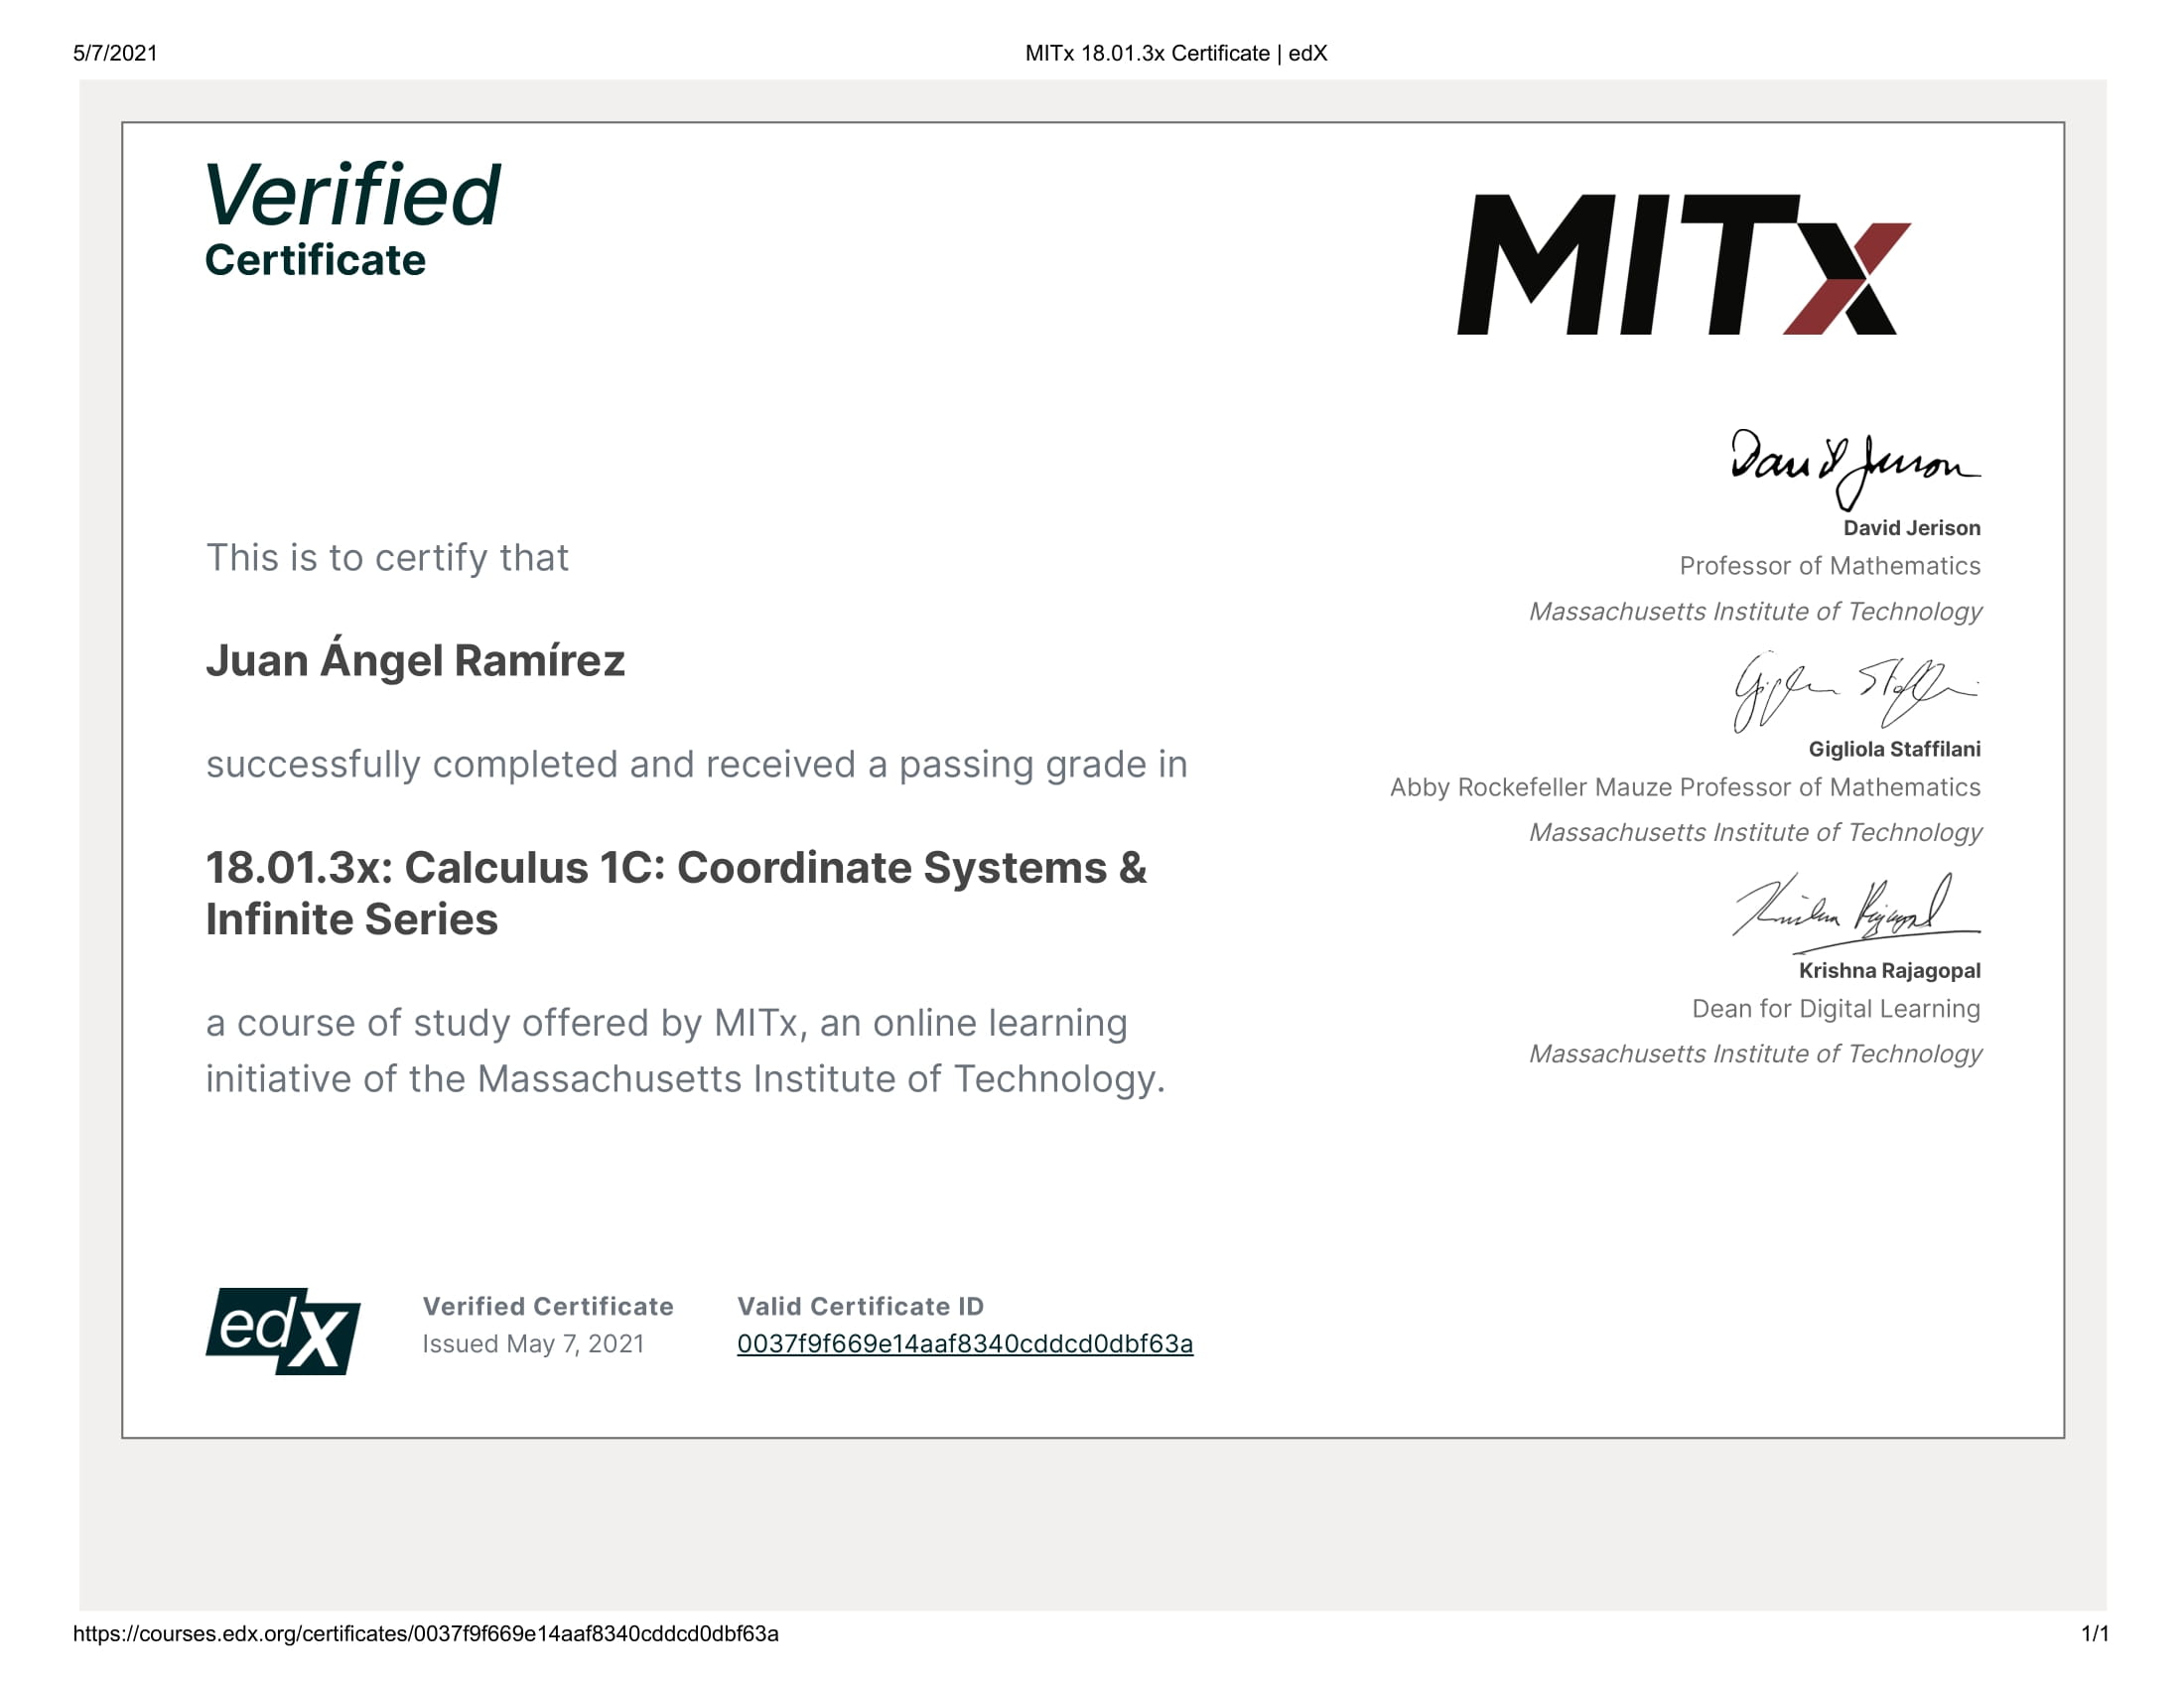 5/7/2021
MITx 18.01.3x Certificate | edX
Verified
Certificate
MITx
This is to certify that
Juan Ángel Ramírez
successfully completed and received a passing grade in
18.01.3x: Calculus 1C: Coordinate Systems &
Infinite Series
a course of study offered by MITx, an online learning
initiative of the Massachusetts Institute of Technology.
David Jerison
David Jerison
Professor of Mathematics
Massachusetts Institute of Technology
Gigliola Staffilani
Abby Rockefeller Mauze Professor of Mathematics
Massachusetts Institute of Technology
Krishna Rajagopal
Krishna Rajagopal
Dean for Digital Learning
Massachusetts Institute of Technology
edX
Verified Certificate
Issued May 7, 2021
Valid Certificate ID
0037f9f669e14aaf8340cddcd0dbf63a
https://courses.edx.org/certificates/0037f9f669e14aaf8340cddcd0dbf63a
1/1